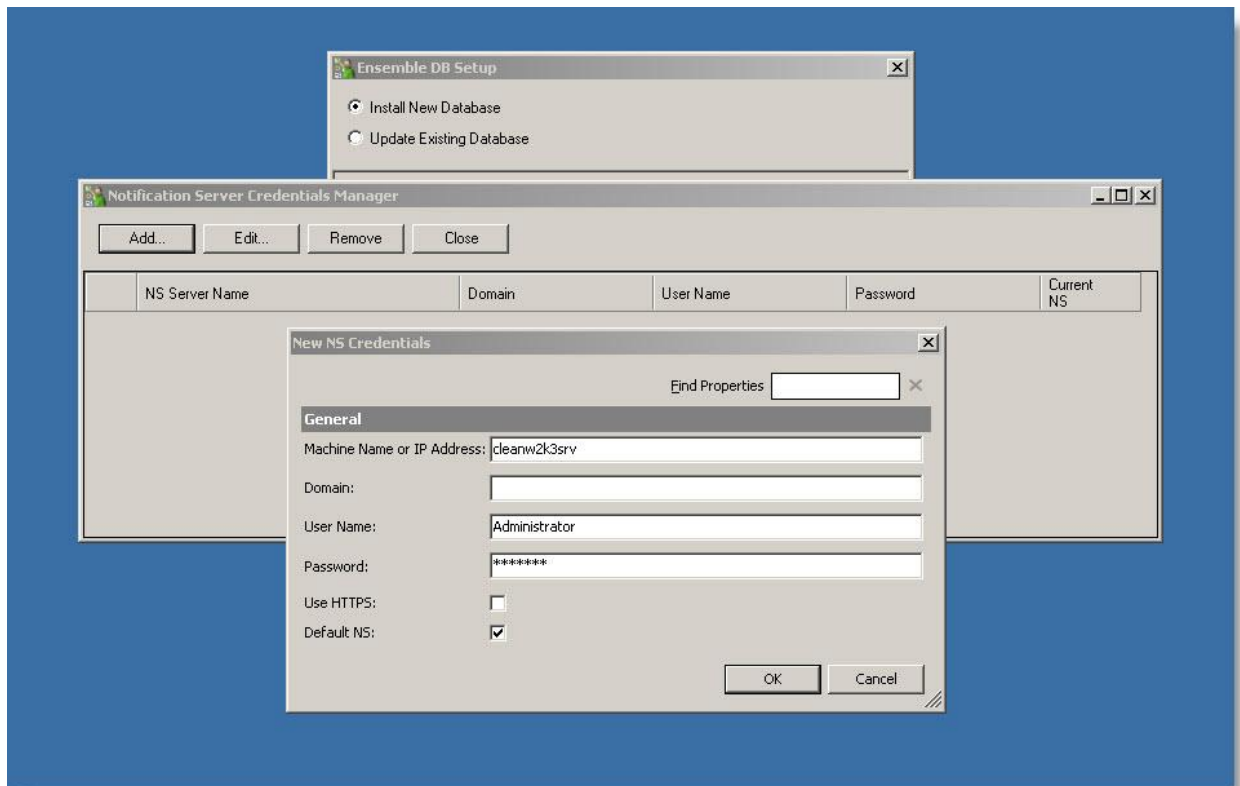 Ensemble DB Setup
Install New Database
Update Existing Database
Notification Server Credentials Manager
Add...
Edit...
Remove
Close
NS Server Name
Domain
User Name
Password
Current
NS
New NS Credentials
Find Properties
General
Machine Name or IP Address: cleanw2k3srv
Domain:
User Name: Administrator
Password: *******
Use HTTPS:
Default NS:
OK
Cancel